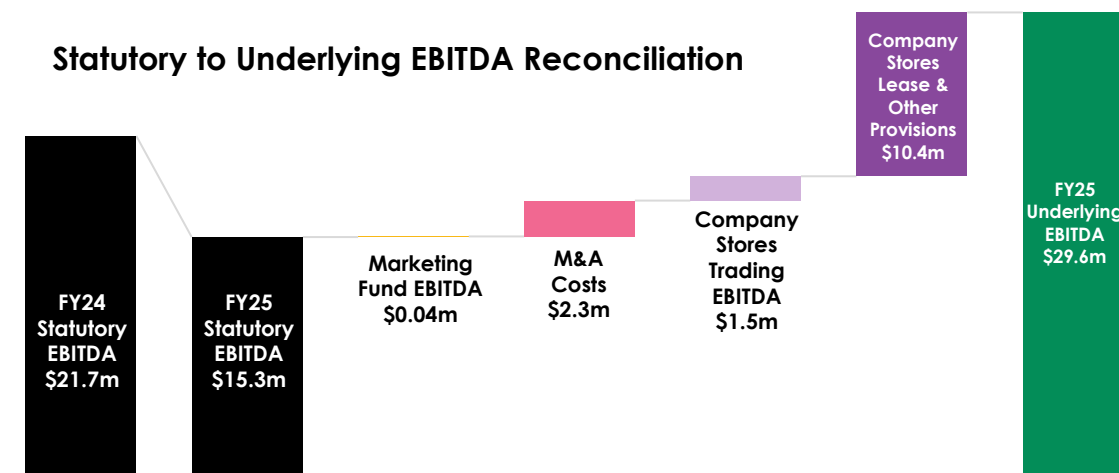 Statutory to Underlying EBITDA Reconciliation
FY24
Statutory
EBITDA
$21.7m
FY25
Statutory
EBITDA
$15.3m
Marketing
Fund EBITDA
$0.04m
M&A
Costs
$2.3m
Company
Stores
Trading
EBITDA
$1.5m
Company
Stores
Lease &
Other
Provisions
$10.4m
FY25
Underlying
EBITDA
$29.6m